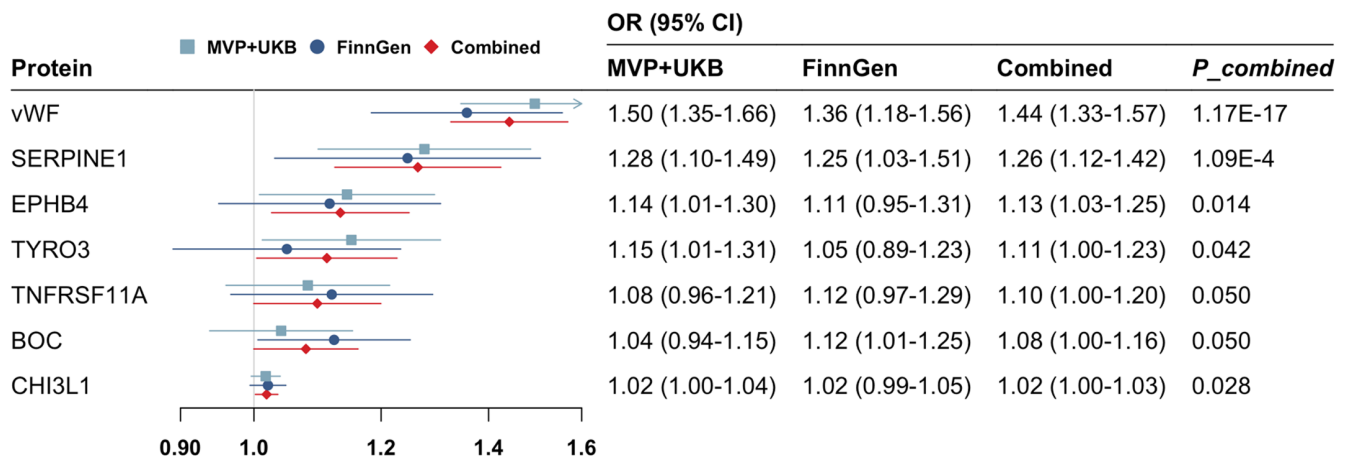 OR (95% CI)
MVP+UKB FinnGen Combined
Protein MVP+UKB FinnGen Combined P_combined
vWF 1.50 (1.35-1.66) 1.36 (1.18-1.56) 1.44 (1.33-1.57) 1.17E-17
SERPINE1 1.28 (1.10-1.49) 1.25 (1.03-1.51) 1.26 (1.12-1.42) 1.09E-4
EPHB4 1.14 (1.01-1.30) 1.11 (0.95-1.31) 1.13 (1.03-1.25) 0.014
TYRO3 1.15 (1.01-1.31) 1.05 (0.89-1.23) 1.11 (1.00-1.23) 0.042
TNFRSF11A 1.08 (0.96-1.21) 1.12 (0.97-1.29) 1.10 (1.00-1.20) 0.050
BOC 1.04 (0.94-1.15) 1.12 (1.01-1.25) 1.08 (1.00-1.16) 0.050
CHI3L1 1.02 (1.00-1.04) 1.02 (0.99-1.05) 1.02 (1.00-1.03) 0.028
0.90 1.0 1.2 1.4 1.6